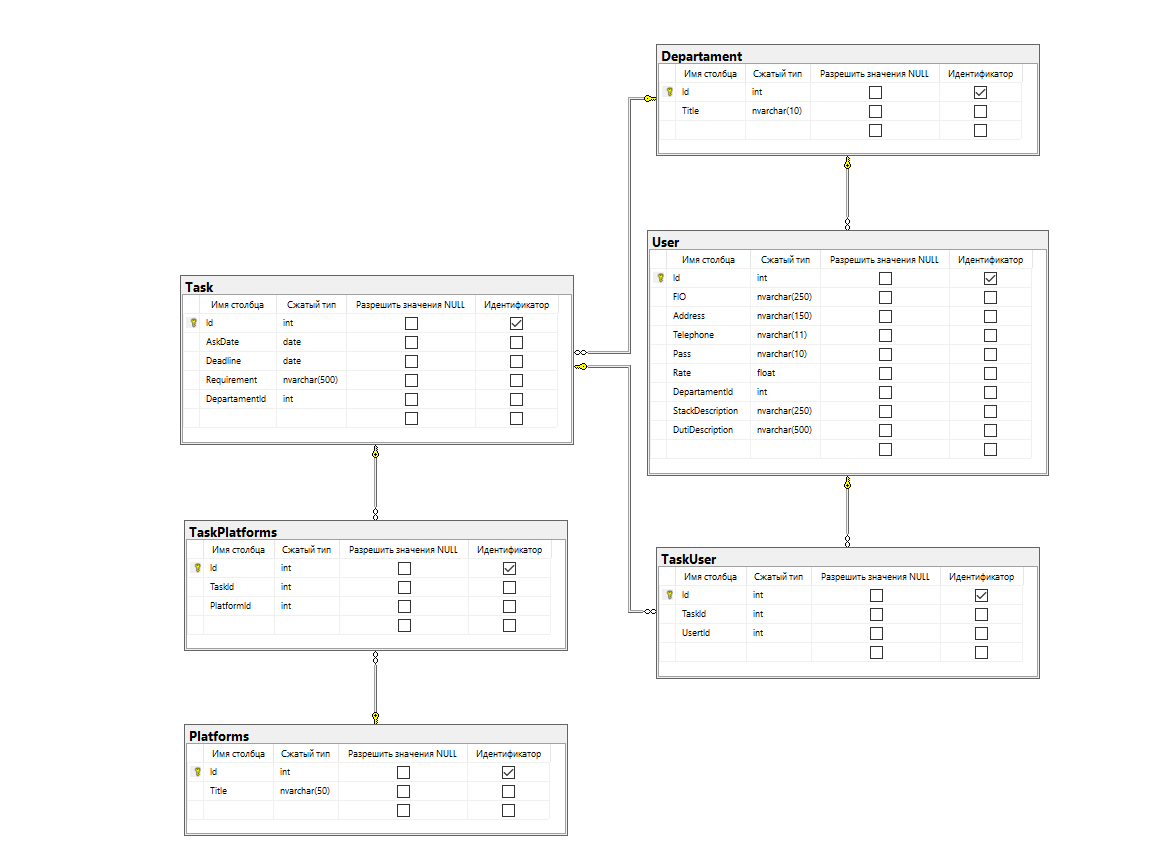 Departament
Имя столбца Сжатый тип Разрешить значения NULL Идентификатор
Id int
Title nvarchar(10)
User
Имя столбца Сжатый тип Разрешить значения NULL Идентификатор
Id int
FIO nvarchar(250)
Address nvarchar(150)
Telephone nvarchar(11)
Pass nvarchar(10)
Rate float
DepartamentId int
StackDescription nvarchar(250)
DutiDescription nvarchar(500)
Task
Имя столбца Сжатый тип Разрешить значения NULL Идентификатор
Id int
AskDate date
Deadline date
Requirement nvarchar(500)
DepartamentId int
TaskPlatforms
Имя столбца Сжатый тип Разрешить значения NULL Идентификатор
Id int
TaskId int
PlatformId int
TaskUser
Имя столбца Сжатый тип Разрешить значения NULL Идентификатор
Id int
TaskId int
UsertId int
Platforms
Имя столбца Сжатый тип Разрешить значения NULL Идентификатор
Id int
Title nvarchar(50)